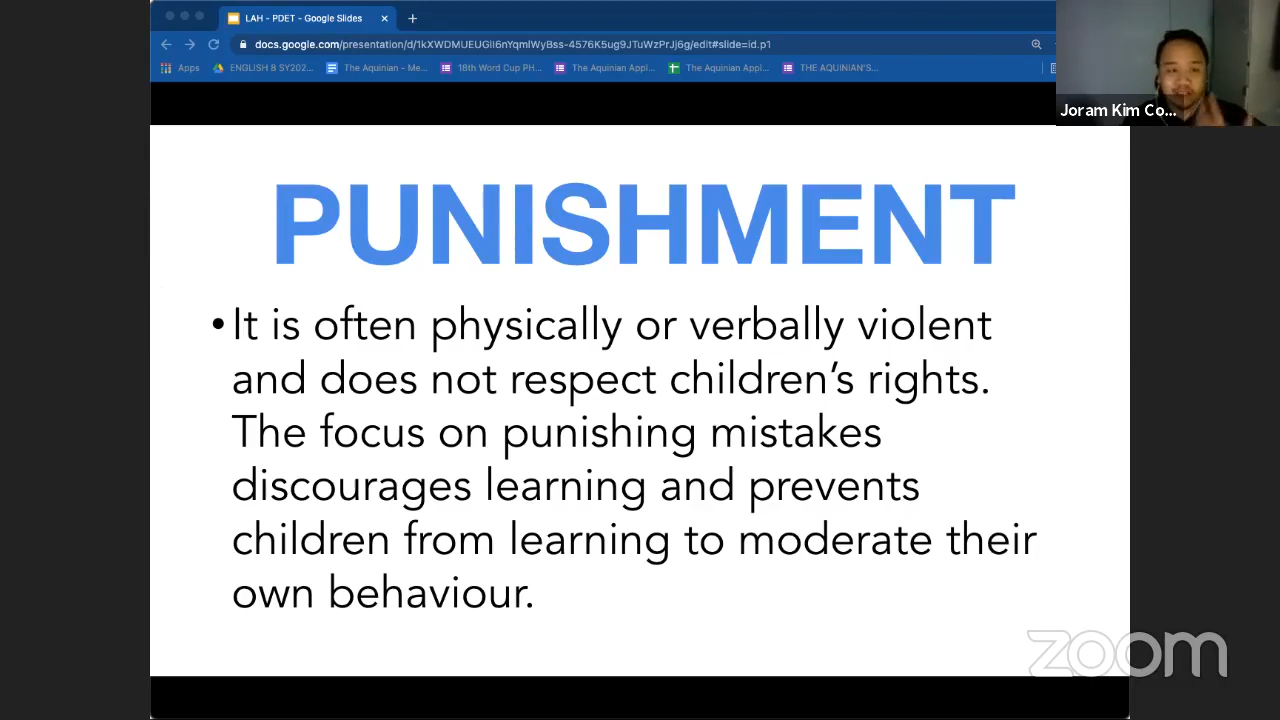 LAH - PDET - Google Slides
docs.google.com/presentation/d/1kXWDMUEUGIl6nYqmlWyBss-4576K5ug9JTuWzPrJj6g/edit#slide=id.p1
Apps ENGLISH 8 SY202... The Aquinian - Me... 18th Word Cup PH... The Aquinian Appl... The Aquinian Appl... THE AQUINIAN'S...
Joram Kim Co...
PUNISHMENT
• It is often physically or verbally violent
and does not respect children's rights.
The focus on punishing mistakes
discourages learning and prevents
children from learning to moderate their
own behaviour.
zoom